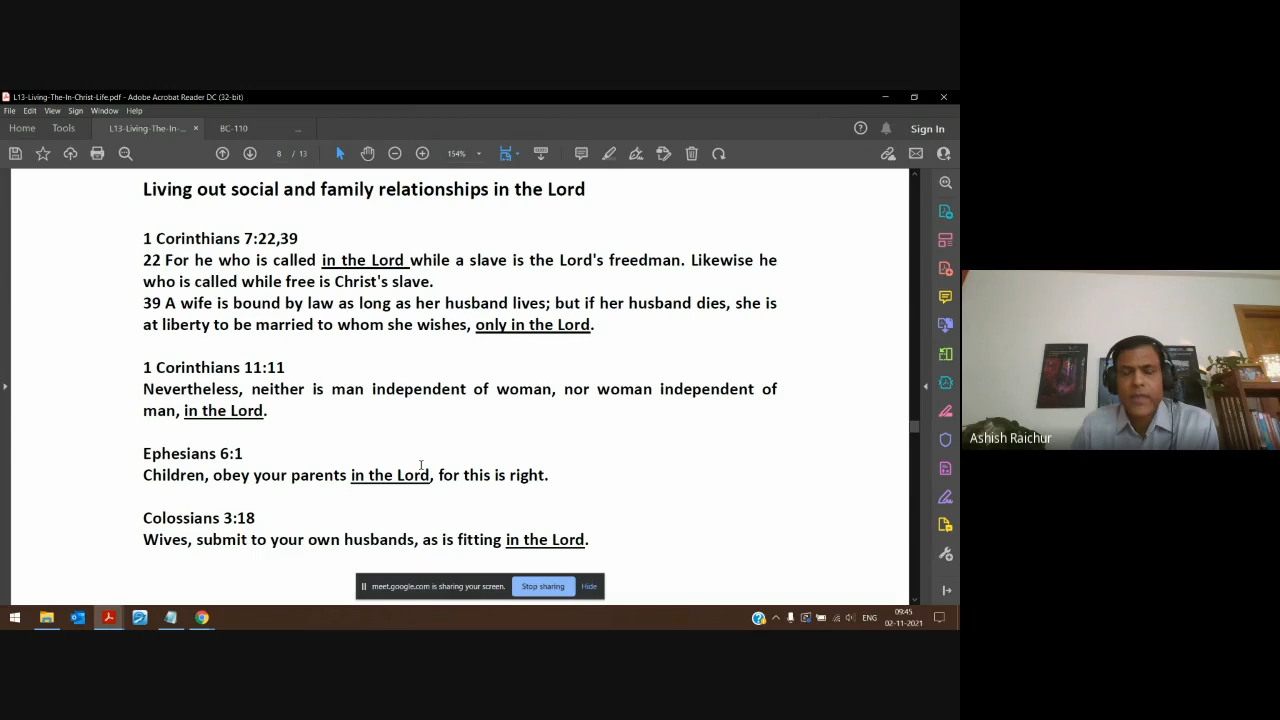 L13-Living-The-In-Christ-Life.pdf - Adobe Acrobat Reader DC (32-bit)
File Edit View Sign Window Help
Home Tools L13-Living-The-In-... × BC-110 ... Sign In
8 / 13 154%
Living out social and family relationships in the Lord
1 Corinthians 7:22,39
22 For he who is called in the Lord while a slave is the Lord's freedman. Likewise he
who is called while free is Christ's slave.
39 A wife is bound by law as long as her husband lives; but if her husband dies, she is
at liberty to be married to whom she wishes, only in the Lord.
1 Corinthians 11:11
Nevertheless, neither is man independent of woman, nor woman independent of
man, in the Lord.
Ephesians 6:1
Children, obey your parents in the Lord, for this is right.
Colossians 3:18
Wives, submit to your own husbands, as is fitting in the Lord.
meet.google.com is sharing your screen. Stop sharing Hide
Ashish Raichur
ENG 09:45
02-11-2021